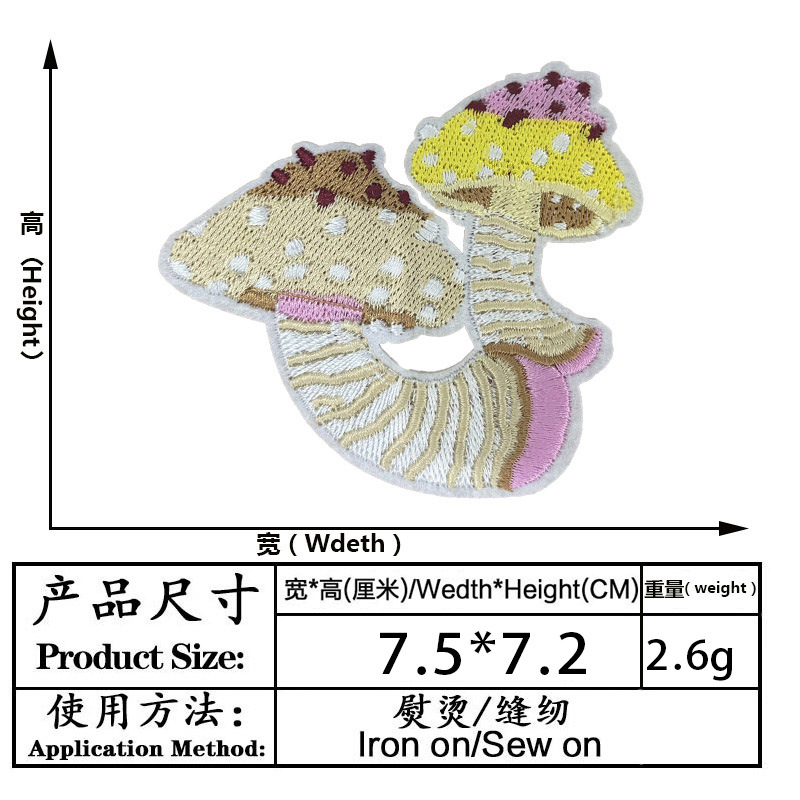 高（Height）
宽（Wdeth）
产品尺寸
Product Size:
宽*高(厘米)/Wedth*Height(CM)
7.5*7.2
重量( weight )
2.6g
使用方法：
Application Method:
熨烫/缝纫
Iron on/Sew on